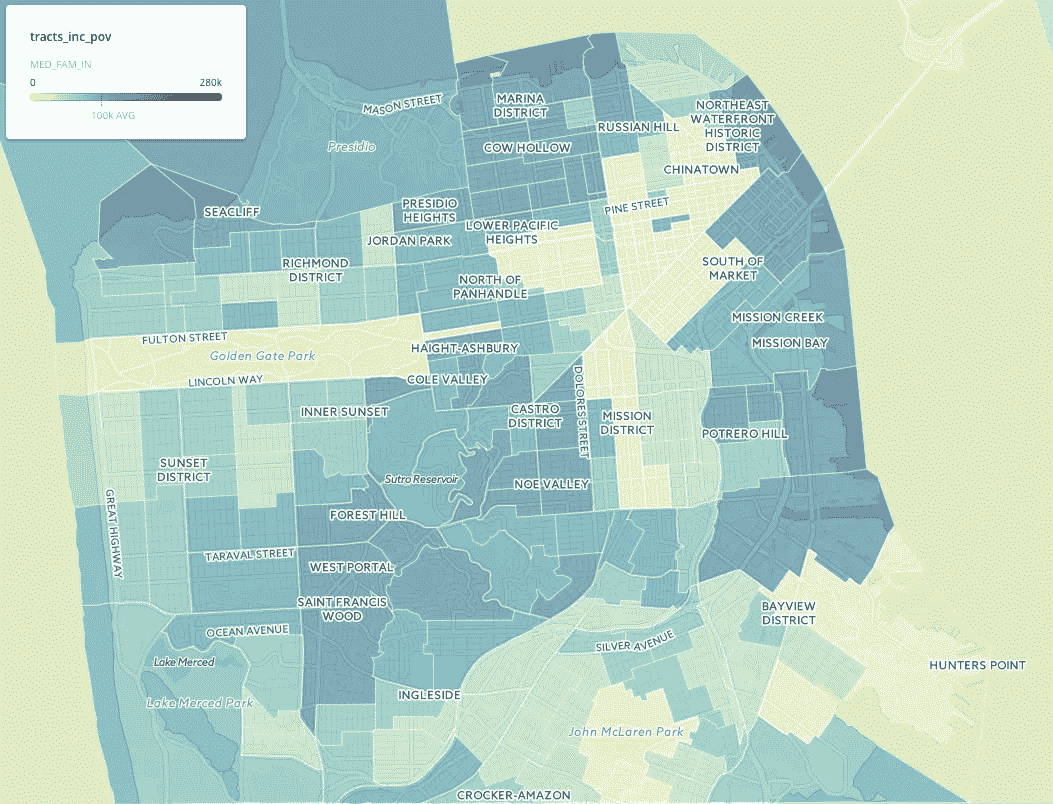 tracts_inc_pov
MED_FAM_IN
0 280k
100k AVG
MASON STREET
MARINA
DISTRICT
NORTHEAST
WATERFRONT
HISTORIC
DISTRICT
RUSSIAN HILL
Presidio
COW HOLLOW
CHINATOWN
SEACLIFF
PRESIDIO
HEIGHTS
PINE STREET
LOWER PACIFIC
HEIGHTS
JORDAN PARK
RICHMOND
DISTRICT
SOUTH OF
MARKET
NORTH OF
PANHANDLE
MISSION CREEK
FULTON STREET
MISSION BAY
HAIGHT-ASHBURY
Golden Gate Park
LINCOLN WAY
COLE VALLEY
INNER SUNSET
CASTRO
DISTRICT
DOLORES STREET
MISSION
DISTRICT
POTRERO HILL
SUNSET
DISTRICT
Sutro Reservoir
NOE VALLEY
GREAT HIGHWAY
FOREST HILL
TARAVAL STREET
WEST PORTAL
SAINT FRANCIS
WOOD
BAYVIEW
DISTRICT
OCEAN AVENUE
SILVER AVENUE
Lake Merced
HUNTERS POINT
Lake Merced Park
INGLESIDE
John McLaren Park
CROCKER-AMAZON